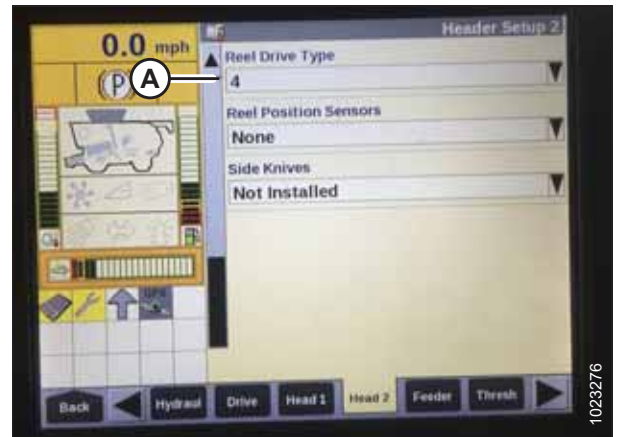 0.0 mph
Header Setup 2
(P)
A
Reel Drive Type
4
Reel Position Sensors
None
Side Knives
Not Installed
Back
Hydraul
Drive
Head 1
Head 2
Feeder
Thresh
1023276